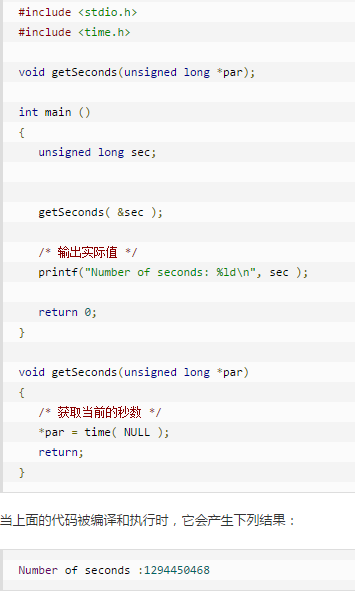 #include <stdio.h>
#include <time.h>
void getSeconds(unsigned long *par);
int main ()
{
unsigned long sec;
getSeconds( &sec );
/* 输出实际值 */
printf("Number of seconds: %ld\n", sec );
return 0;
}
void getSeconds(unsigned long *par)
{
/* 获取当前的秒数 */
*par = time( NULL );
return;
}
当上面的代码被编译和执行时，它会产生下列结果：
Number of seconds :1294450468